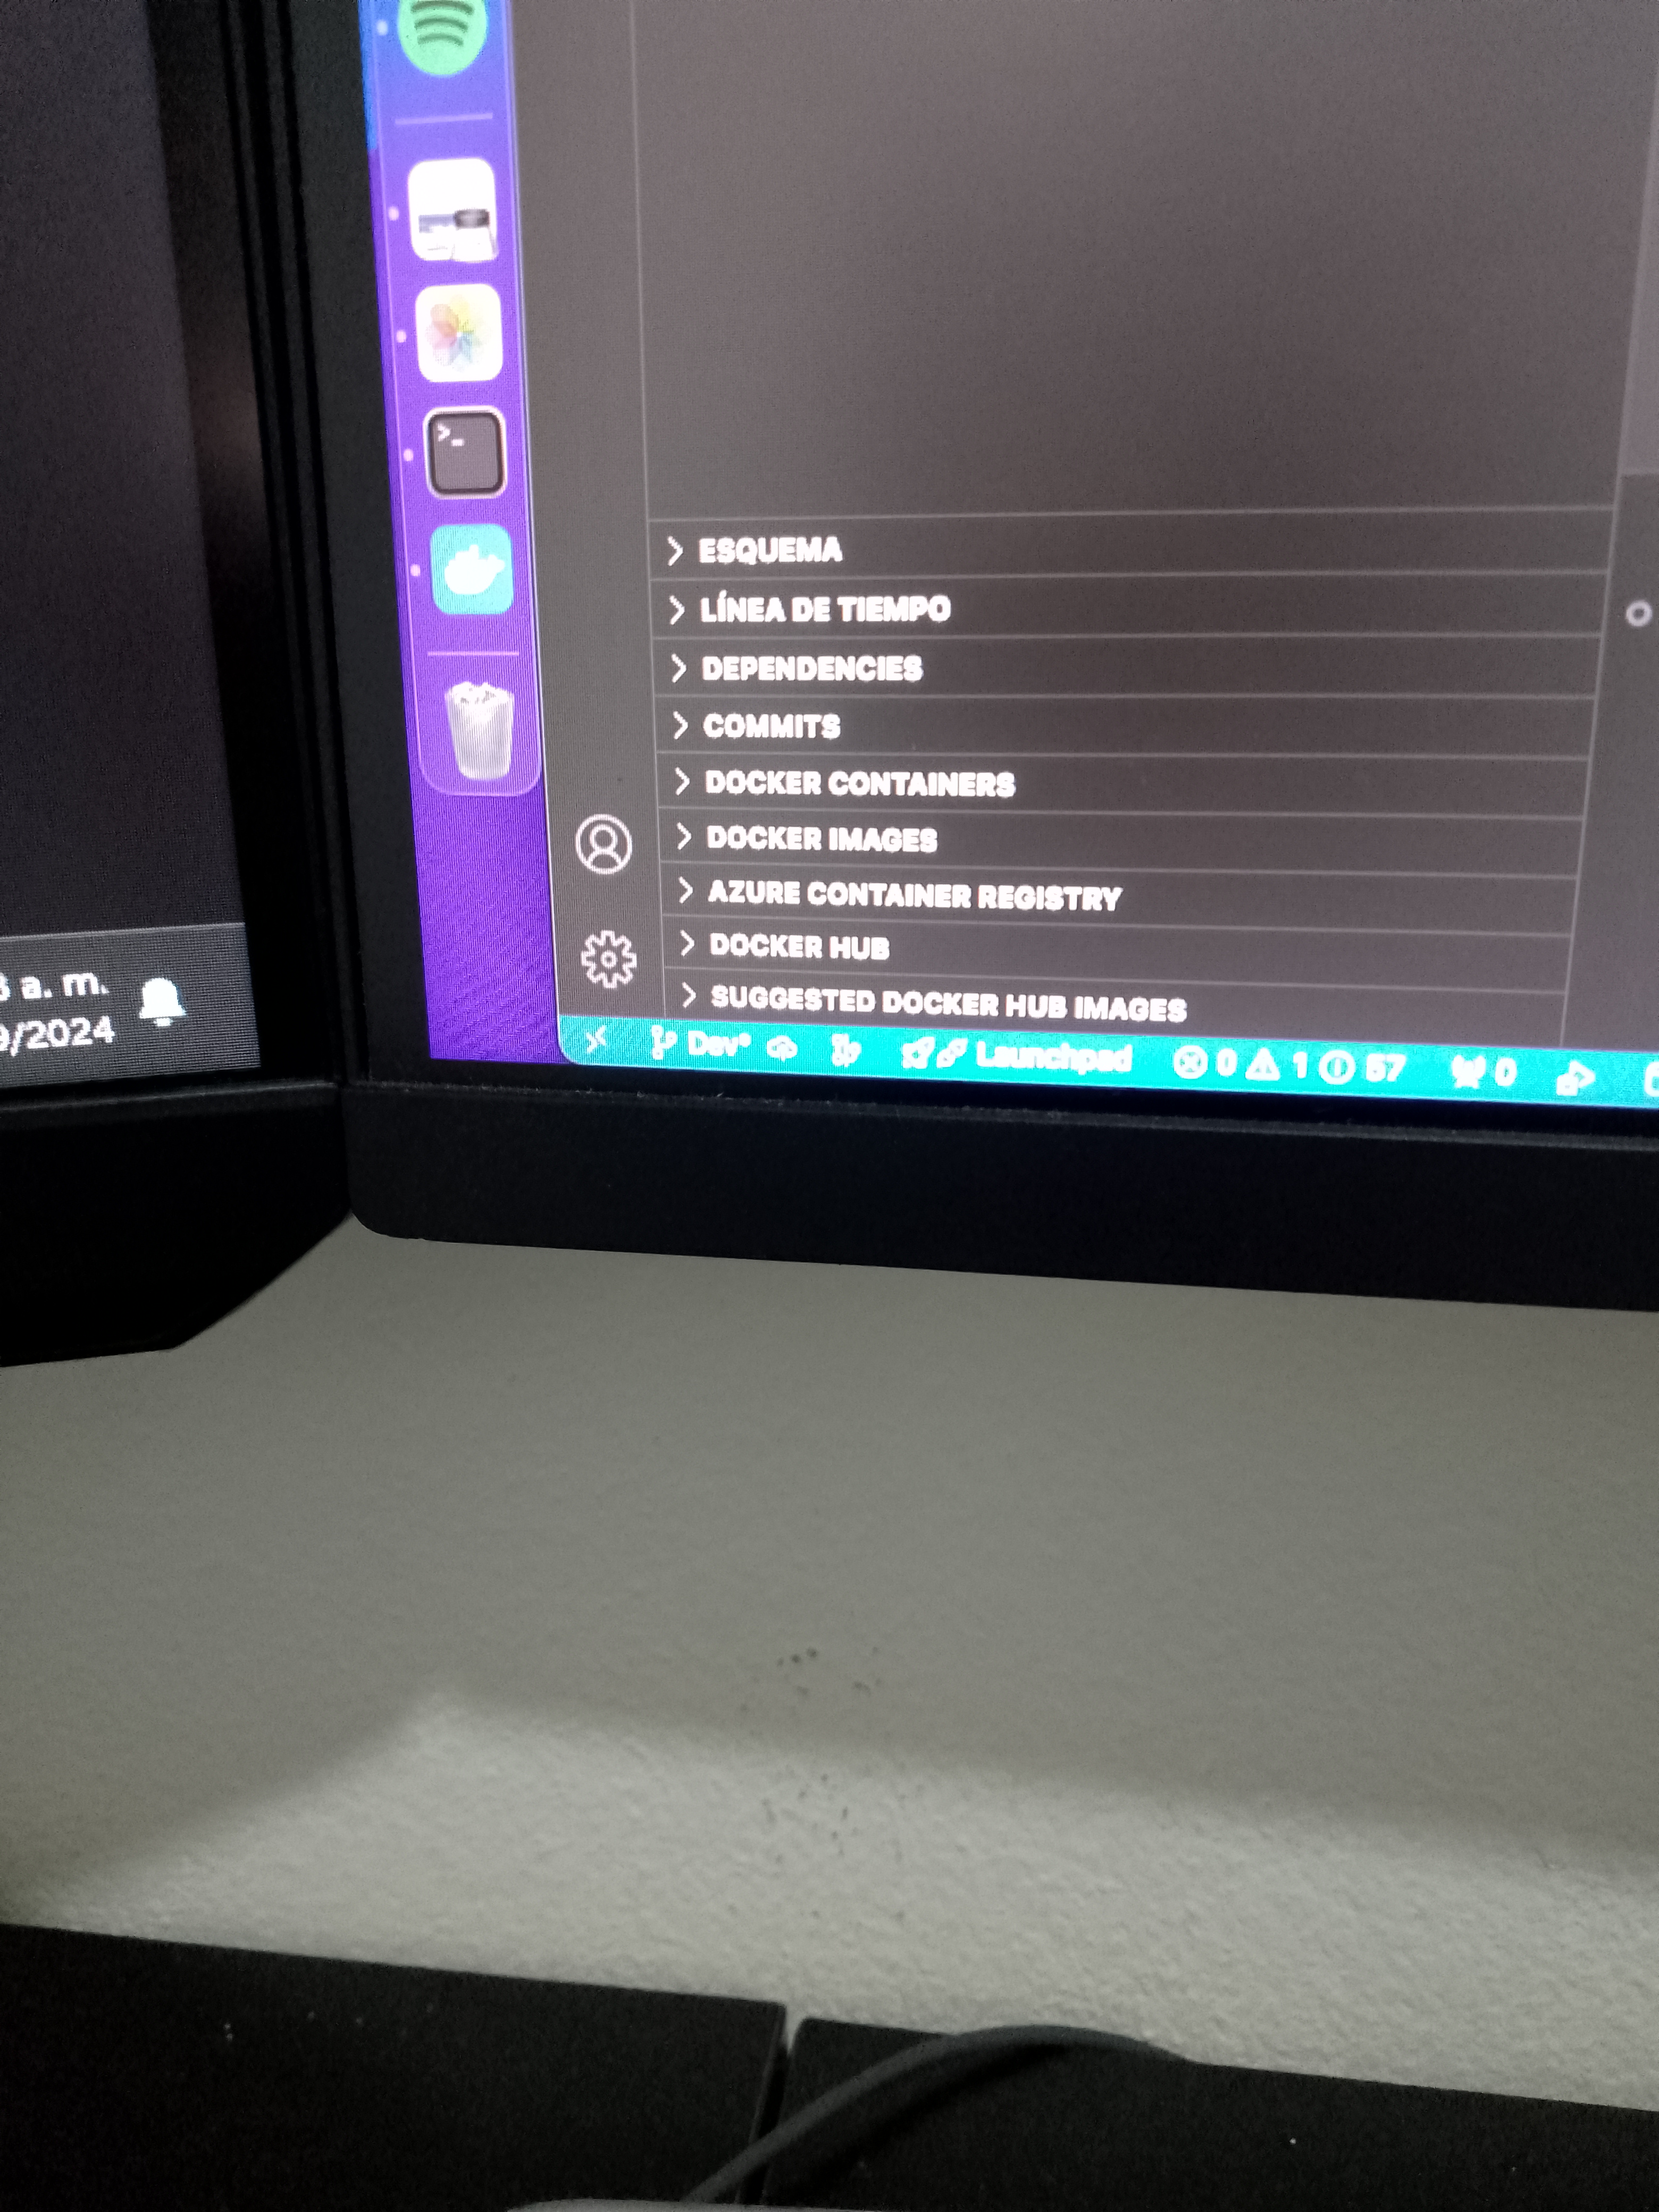 >_
ESQUEMA
LÍNEA DE TIEMPO
DEPENDENCIES
COMMITS
DOCKER CONTAINERS
DOCKER IMAGES
AZURE CONTAINER REGISTRY
DOCKER HUB
SUGGESTED DOCKER HUB IMAGES
Dev* Launchpad 0 1 57 0
a. m.
/2024